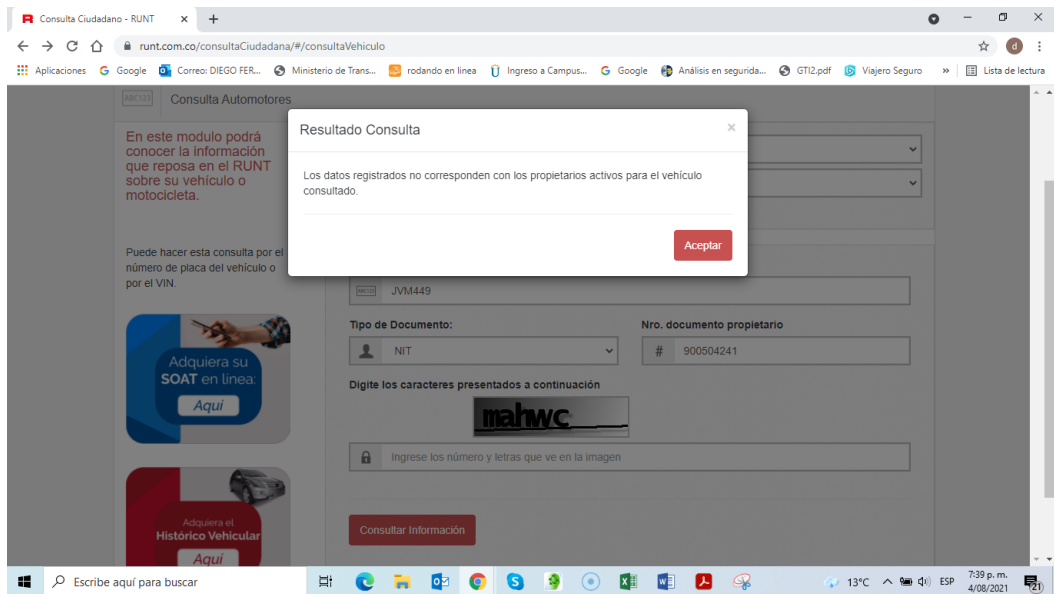 Consulta Ciudadano - RUNT
runt.com.co/consultaCiudadana/#/consultaVehiculo
d
Aplicaciones
Google
Correo: DIEGO FER...
Ministerio de Trans...
rodando en linea
Ingreso a Campus...
Google
Análisis en segurida...
GTI2.pdf
Viajero Seguro
»
Lista de lectura
ABC123
Consulta Automotores
En este modulo podrá
conocer la información
que reposa en el RUNT
sobre su vehículo o
motocicleta.
Puede hacer esta consulta por el
número de placa del vehículo o
por el VIN.
Adquiera su
SOAT en línea:
Aquí
Adquiera el
Histórico Vehicular
Aquí
Resultado Consulta
×
Los datos registrados no corresponden con los propietarios activos para el vehículo
consultado.
Aceptar
ABC123
JVM449
Tipo de Documento:
Nro. documento propietario
NIT
# 900504241
Digite los caracteres presentados a continuación
mahwc
Ingrese los número y letras que ve en la imagen
Consultar Información
Escribe aquí para buscar
13°C
ESP
7:39 p. m.
4/08/2021
21